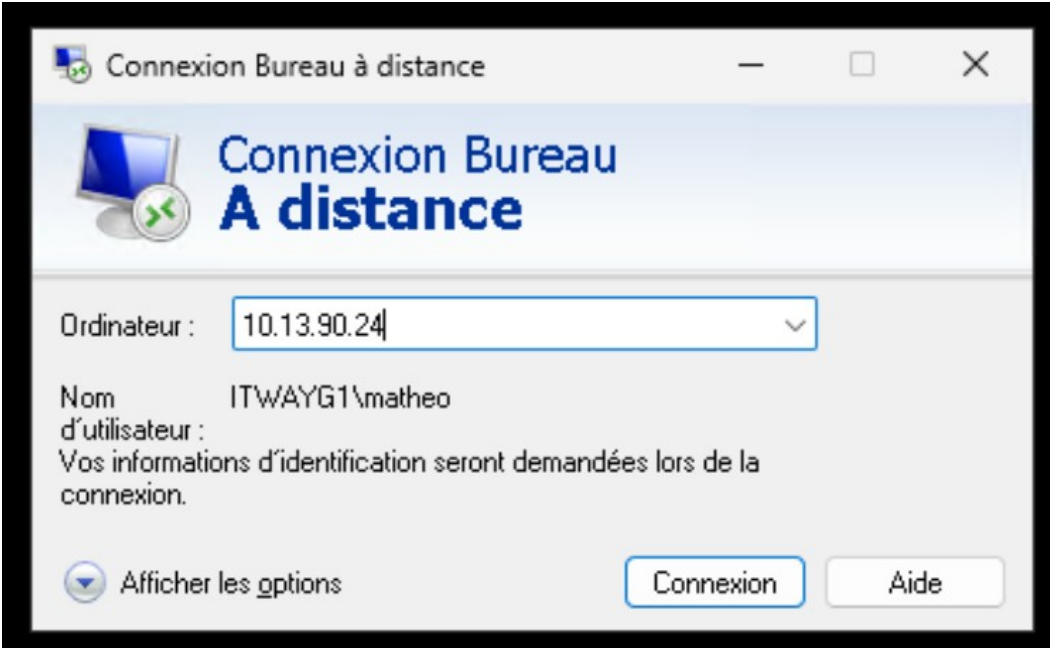 Connexion Bureau à distance
Connexion Bureau
A distance
Ordinateur :
10.13.90.24
Nom
d'utilisateur :
ITWAYG1\matheo
Vos informations d'identification seront demandées lors de la
connexion.
Afficher les options
Connexion
Aide